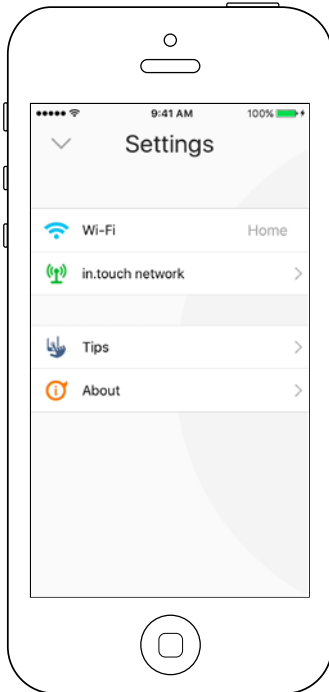 9:41 AM 100%
Settings
Wi-Fi Home
in.touch network
Tips
About